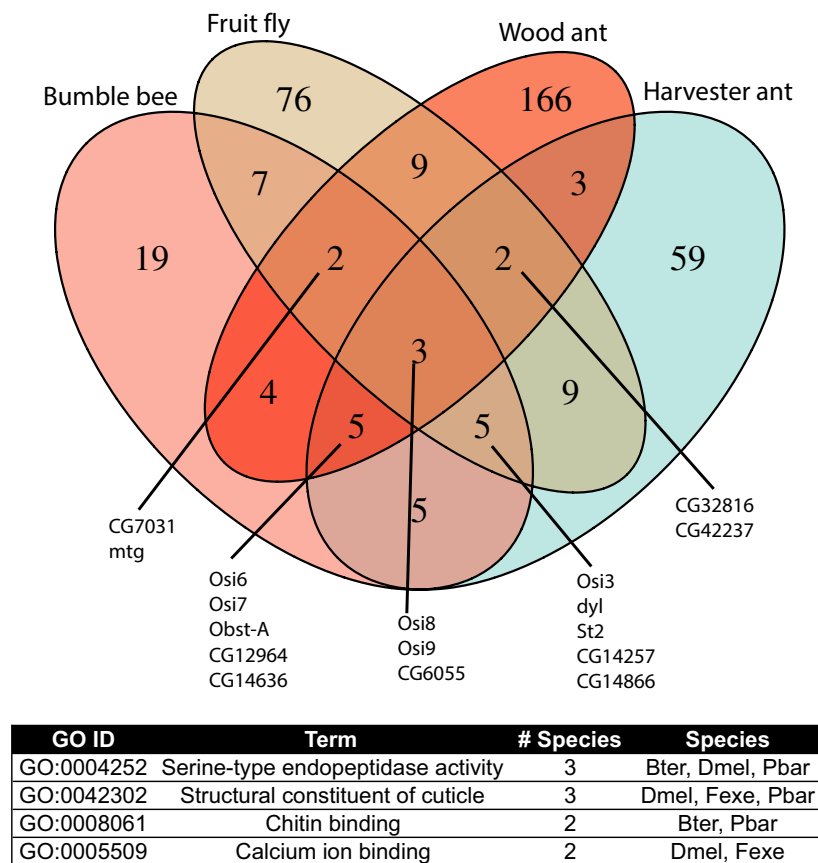 Fruit fly
Wood ant
Bumble bee
Harvester ant
76
166
9
7
3
19
2
2
59
3
4
9
5
5
5
CG7031
mtg
CG32816
CG42237
Osi6
Osi7
Obst-A
CG12964
CG14636
Osi8
Osi9
CG6055
Osi3
dyl
St2
CG14257
CG14866
GO ID Term # Species Species
GO:0004252 Serine-type endopeptidase activity 3 Bter, Dmel, Pbar
GO:0042302 Structural constituent of cuticle 3 Dmel, Fexe, Pbar
GO:0008061 Chitin binding 2 Bter, Pbar
GO:0005509 Calcium ion binding 2 Dmel, Fexe